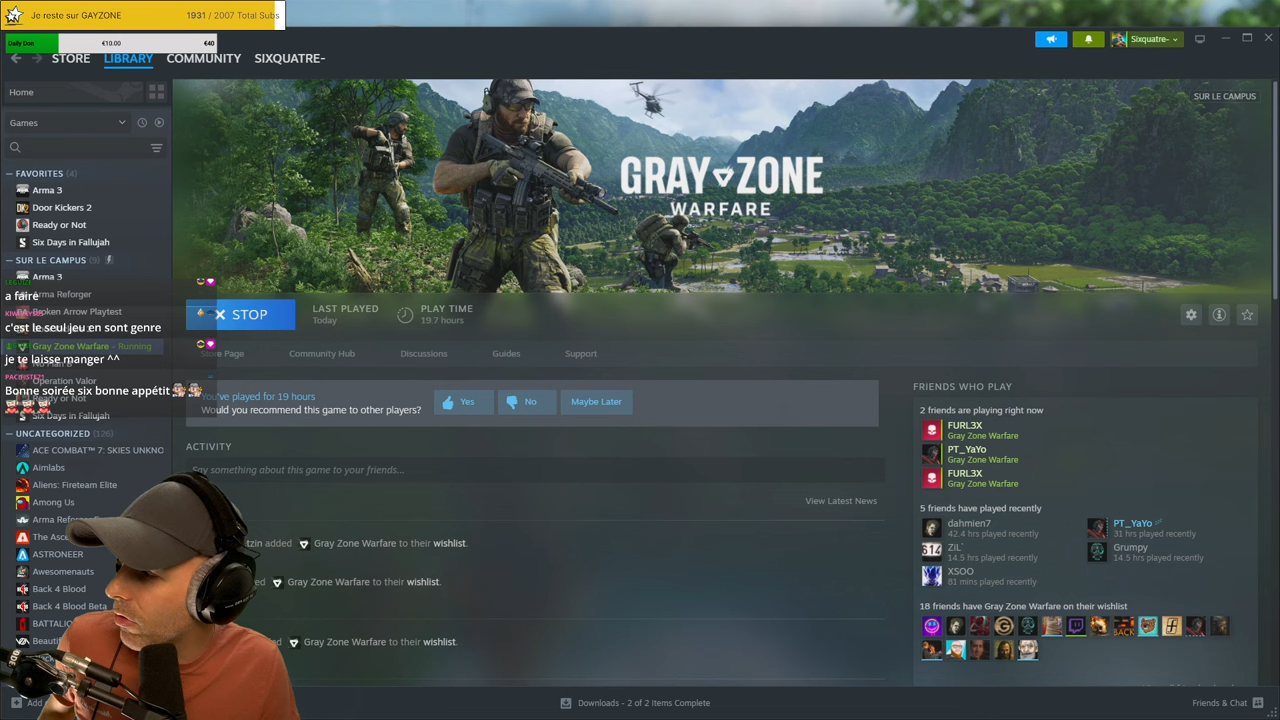 Je reste sur GAYZONE
1931 / 2007 Total Subs
Daily Don
€10.00
€40
Sixquatre-
STORE
LIBRARY
COMMUNITY
SIXQUATRE-
Home
SUR LE CAMPUS
Games
FAVORITES (4)
Arma 3
Door Kickers 2
Ready or Not
Six Days in Fallujah
SUR LE CAMPUS (9)
Arma 3
a faire
Arma Reforger
Broken Arrow Playtest
c'est le seul jeu on sont genre
Gray Zone Warfare - Running
je te laisse manger ^^
Operation Valor
Bonne soirée six bonne appétit
Ready or Not
Six Days in Fallujah
UNCATEGORIZED (126)
ACE COMBAT™ 7: SKIES UNKNO
Aimlabs
Aliens: Fireteam Elite
Among Us
Arma Refor
The Asce
ASTRONEER
Awesomenauts
Back 4 Blood
Back 4 Blood Beta
BATTALIO
Beautif
Add
GRAY ZONE
WARFARE
STOP
LAST PLAYED
Today
PLAY TIME
19.7 hours
Store Page
Community Hub
Discussions
Guides
Support
You've played for 19 hours
Would you recommend this game to other players?
Yes
No
Maybe Later
ACTIVITY
Say something about this game to your friends...
View Latest News
tzin added Gray Zone Warfare to their wishlist.
Gray Zone Warfare to their wishlist.
Gray Zone Warfare to their wishlist.
FRIENDS WHO PLAY
2 friends are playing right now
FURL3X
Gray Zone Warfare
PT_YaYo
Gray Zone Warfare
FURL3X
Gray Zone Warfare
5 friends have played recently
dahmien7
42.4 hrs played recently
PT_YaYo
31 hrs played recently
614
ZiL`
14.5 hrs played recently
Grumpy
14.5 hrs played recently
XSOO
81 mins played recently
18 friends have Gray Zone Warfare on their wishlist
BACK
Downloads - 2 of 2 Items Complete
Friends & Chat